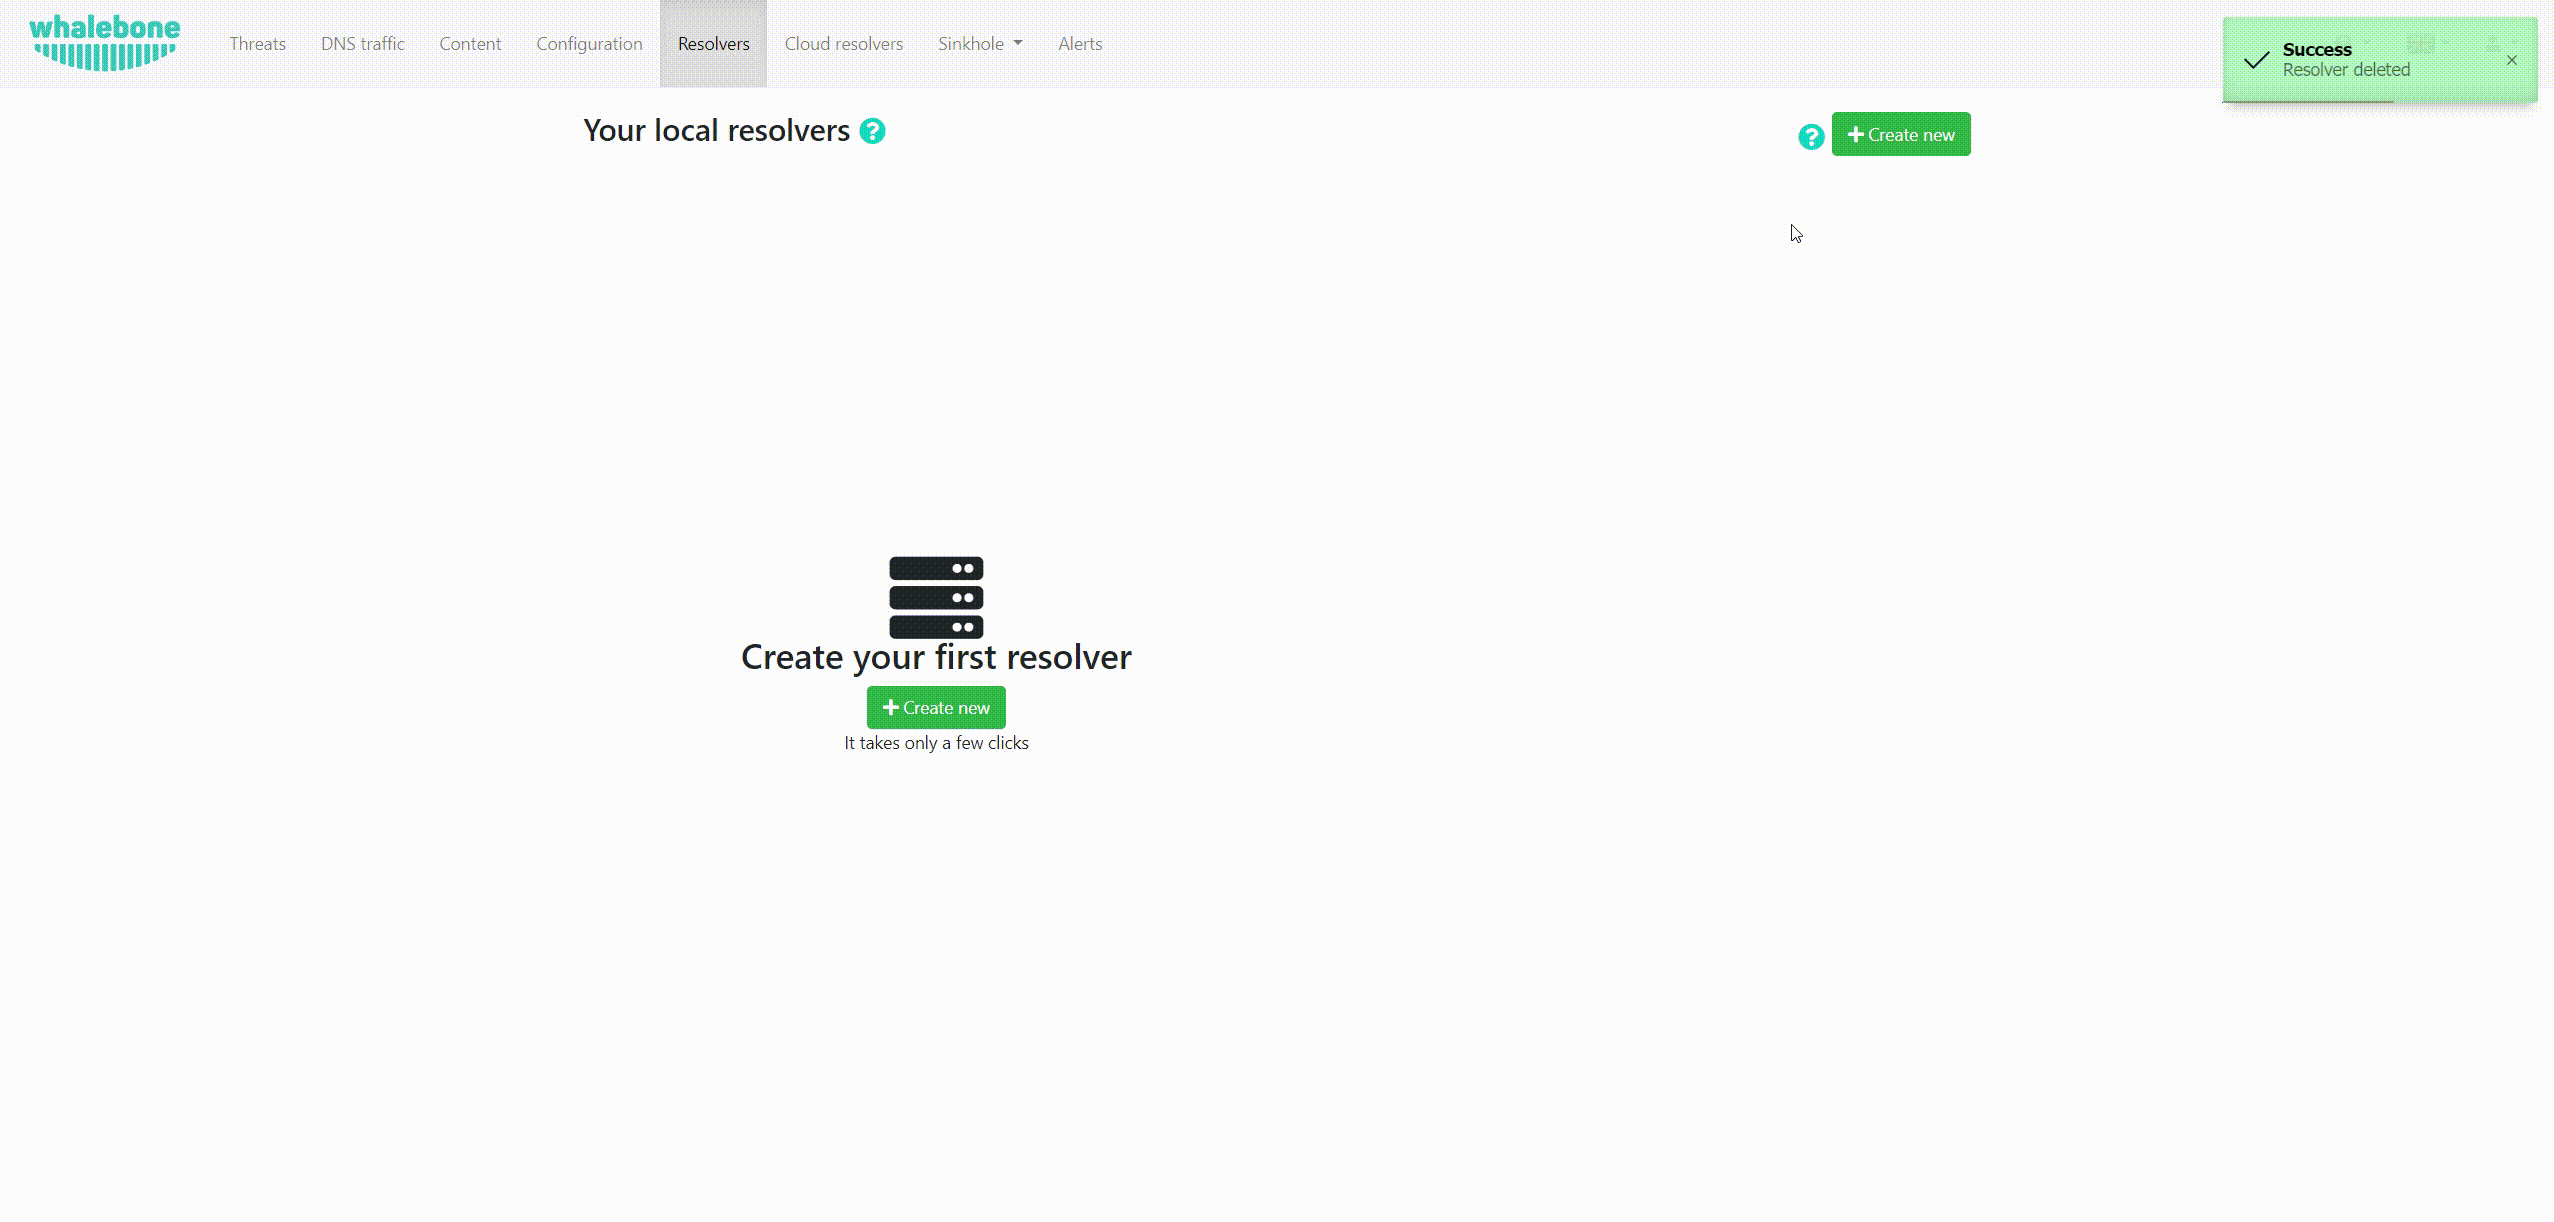 whalebone
Threats
DNS traffic
Content
Configuration
Resolvers
Cloud resolvers
Sinkhole
Alerts
Success
Resolver deleted
Your local resolvers
Create new
Create your first resolver
Create new
It takes only a few clicks